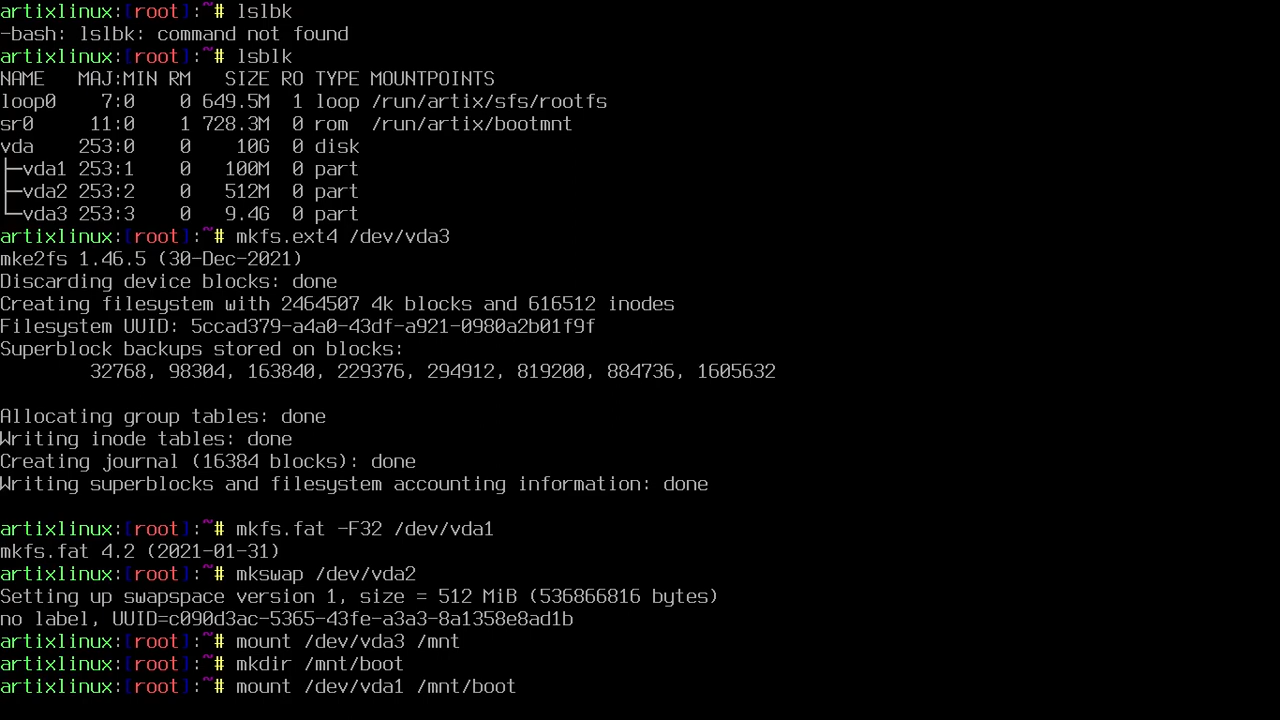 artixlinux:[root]:~# lslbk
-bash: lslbk: command not found
artixlinux:[root]:~# lsblk
NAME   MAJ:MIN RM   SIZE RO TYPE MOUNTPOINTS
loop0    7:0    0 649.5M  1 loop /run/artix/sfs/rootfs
sr0     11:0    1 728.3M  0 rom  /run/artix/bootmnt
vda    253:0    0    10G  0 disk
├─vda1 253:1    0   100M  0 part
├─vda2 253:2    0   512M  0 part
└─vda3 253:3    0   9.4G  0 part
artixlinux:[root]:~# mkfs.ext4 /dev/vda3
mke2fs 1.46.5 (30-Dec-2021)
Discarding device blocks: done
Creating filesystem with 2464507 4k blocks and 616512 inodes
Filesystem UUID: 5ccad379-a4a0-43df-a921-0980a2b01f9f
Superblock backups stored on blocks:
        32768, 98304, 163840, 229376, 294912, 819200, 884736, 1605632
Allocating group tables: done
Writing inode tables: done
Creating journal (16384 blocks): done
Writing superblocks and filesystem accounting information: done
artixlinux:[root]:~# mkfs.fat -F32 /dev/vda1
mkfs.fat 4.2 (2021-01-31)
artixlinux:[root]:~# mkswap /dev/vda2
Setting up swapspace version 1, size = 512 MiB (536866816 bytes)
no label, UUID=c090d3ac-5365-43fe-a3a3-8a1358e8ad1b
artixlinux:[root]:~# mount /dev/vda3 /mnt
artixlinux:[root]:~# mkdir /mnt/boot
artixlinux:[root]:~# mount /dev/vda1 /mnt/boot